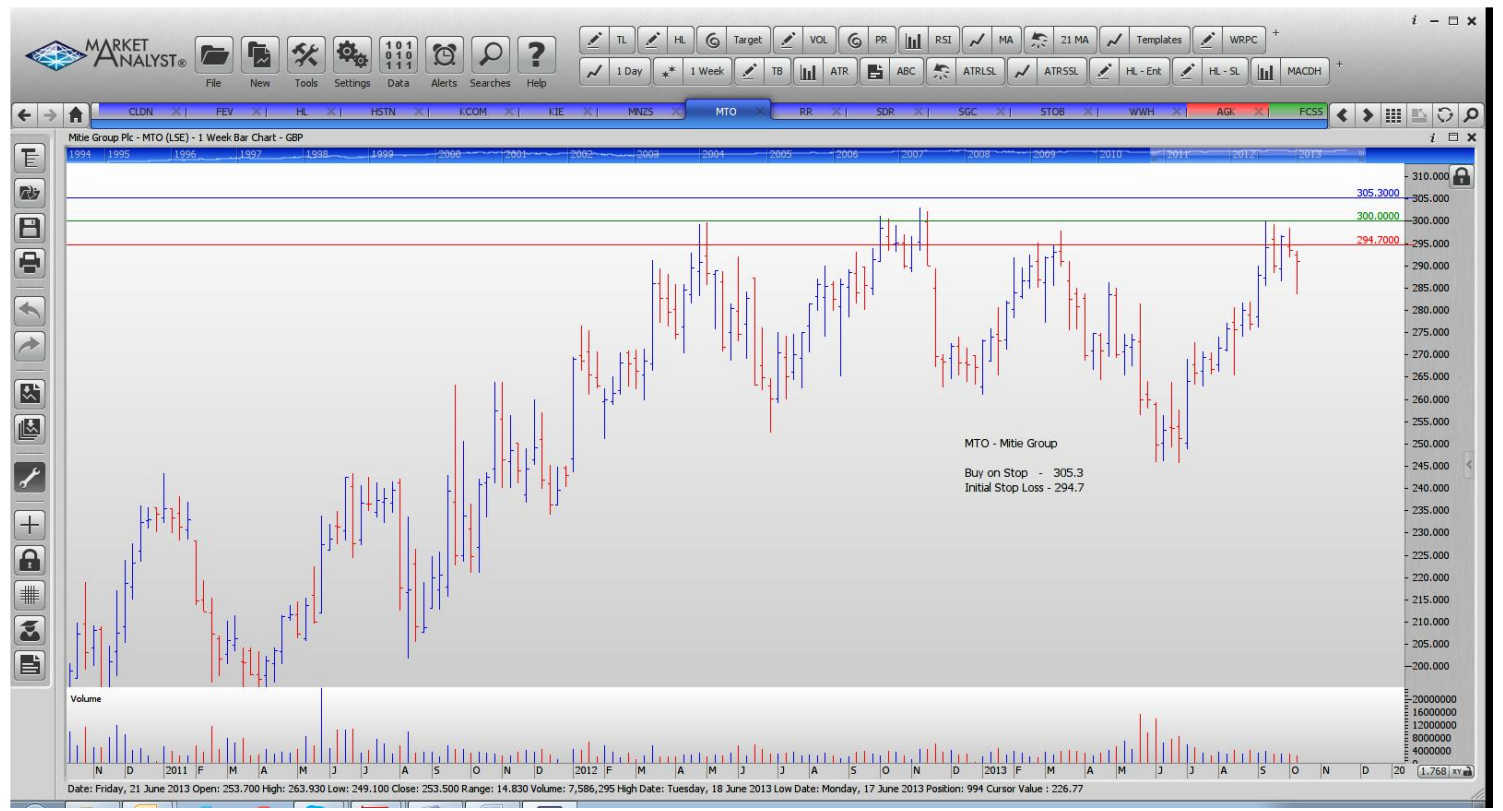 i
MARKET
ANALYST®
File New Tools Settings Data Alerts Searches Help
101
010
111
TL HL Target VOL PR RSI MA 21 MA Templates WRPC +
1 Day 1 Week TB ATR ABC ATRLSL ATRSSL HL - Ent HL - SL MACDH +
CLDN FEV HL HSTN KCOM KIE MNZS MTO RR SDR SGC STOB WWH AGK FCSS
Mitie Group Plc - MTO (LSE) - 1 Week Bar Chart - GBP
i
1994 1995 1996 1997 1998 1999 2000 2001 2002 2003 2004 2005 2006 2007 2008 2009 2010 2011 2012 2013
310.000
305.3000
305.000
300.0000
300.000
294.7000
295.000
290.000
285.000
280.000
275.000
270.000
265.000
260.000
255.000
250.000
245.000
240.000
235.000
230.000
225.000
220.000
215.000
210.000
205.000
200.000
MTO - Mitie Group
Buy on Stop - 305.3
Initial Stop Loss - 294.7
Volume
20000000
16000000
12000000
8000000
4000000
N D 2011 F M A M J J A S O N D 2012 F M A M J J A S O N D 2013 F M A M J J A S O N D 20
1.768 XY
Date: Friday, 21 June 2013 Open: 253.700 High: 263.930 Low: 249.100 Close: 253.500 Range: 14.830 Volume: 7,586,295 High Date: Tuesday, 18 June 2013 Low Date: Monday, 17 June 2013 Position: 994 Cursor Value : 226.77